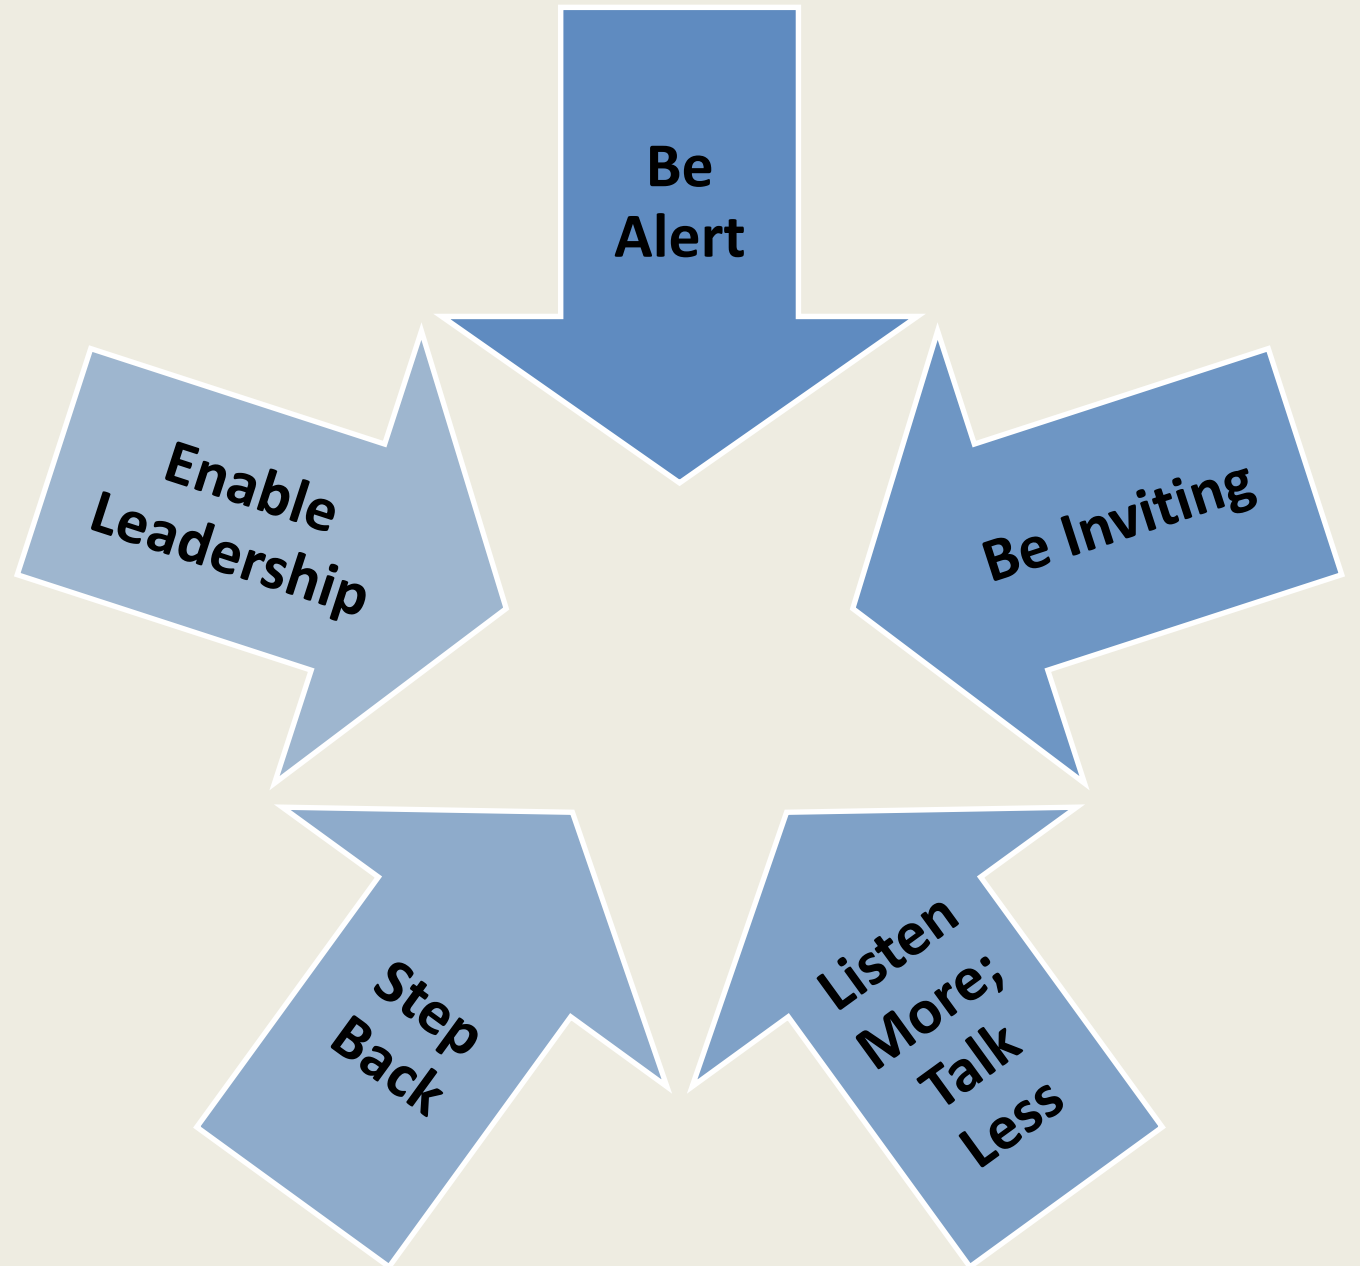 Be
Alert
Be Inviting
Listen
More;
Talk
Less
Step
Back
Enable
Leadership